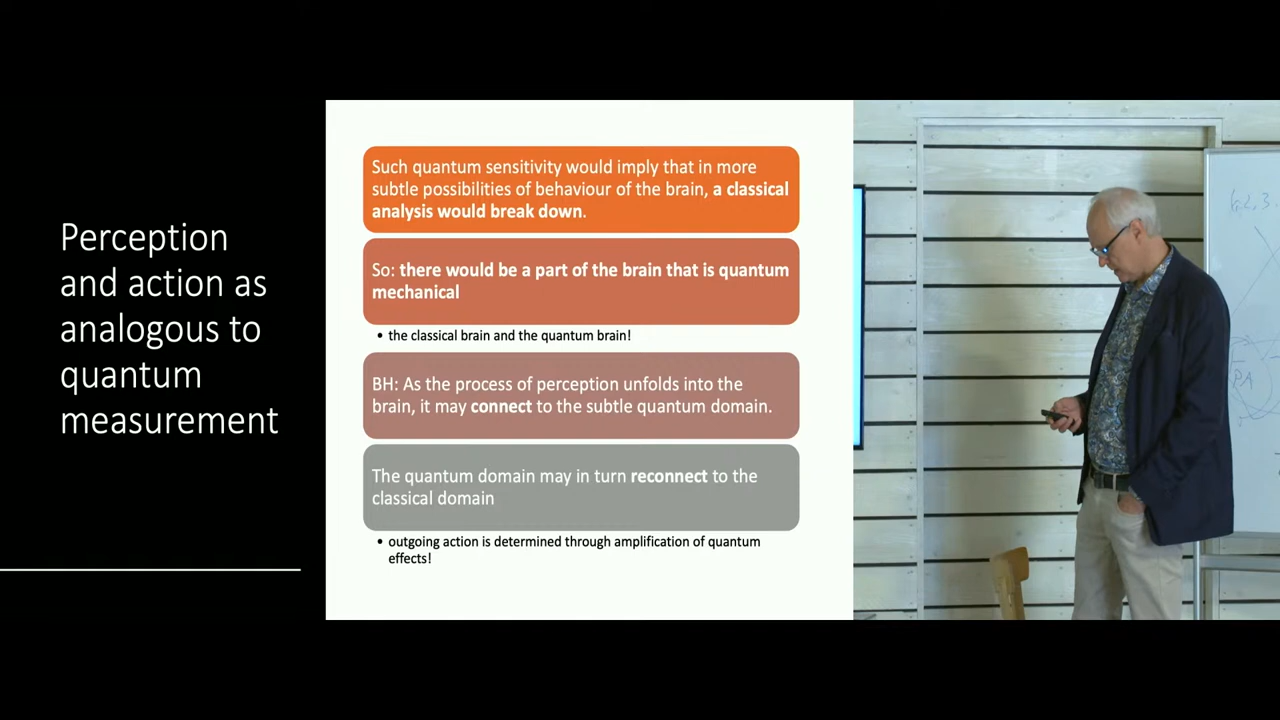 Perception
and action as
analogous to
quantum
measurement
Such quantum sensitivity would imply that in more
subtle possibilities of behaviour of the brain, a classical
analysis would break down.
So: there would be a part of the brain that is quantum
mechanical
• the classical brain and the quantum brain!
BH: As the process of perception unfolds into the
brain, it may connect to the subtle quantum domain.
The quantum domain may in turn reconnect to the
classical domain
• outgoing action is determined through amplification of quantum
effects!
PA